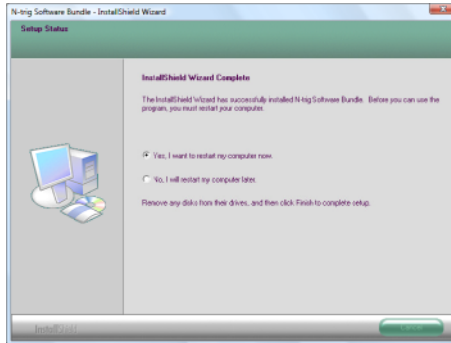 N-trig Software Bundle - InstallShield Wizard
Setup Status
InstallShield Wizard Complete
The InstallShield Wizard has successfully installed N-trig Software Bundle. Before you can use the
program, you must restart your computer.
Yes, I want to restart my computer now.
No, I will restart my computer later.
Remove any disks from their drives, and then click Finish to complete setup.
InstallShield